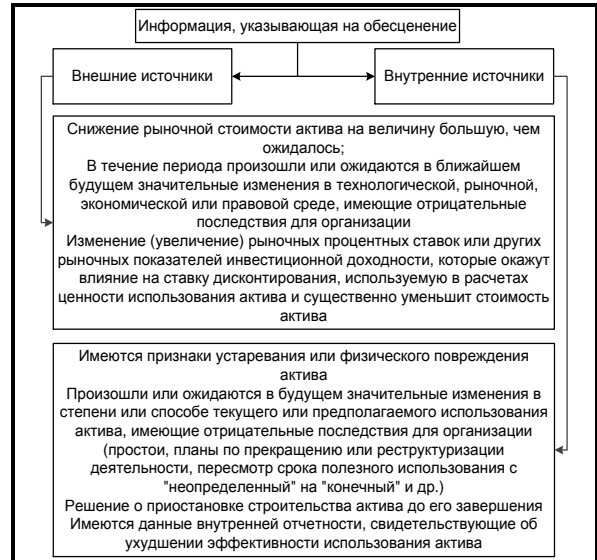 Информация, указывающая на обесценение
Внешние источники
Внутренние источники
Снижение рыночной стоимости актива на величину большую, чем
ожидалось;
В течение периода произошли или ожидаются в ближайшем
будущем значительные изменения в технологической, рыночной,
экономической или правовой среде, имеющие отрицательные
последствия для организации
Изменение (увеличение) рыночных процентных ставок или других
рыночных показателей инвестиционной доходности, которые окажут
влияние на ставку дисконтирования, используемую в расчетах
ценности использования актива и существенно уменьшит стоимость
актива
Имеются признаки устаревания или физического повреждения
актива
Произошли или ожидаются в будущем значительные изменения в
степени или способе текущего или предполагаемого использования
актива, имеющие отрицательные последствия для организации
(простои, планы по прекращению или реструктуризации
деятельности, пересмотр срока полезного использования с
"неопределенный" на "конечный" и др.)
Решение о приостановке строительства актива до его завершения
Имеются данные внутренней отчетности, свидетельствующие об
ухудшении эффективности использования актива